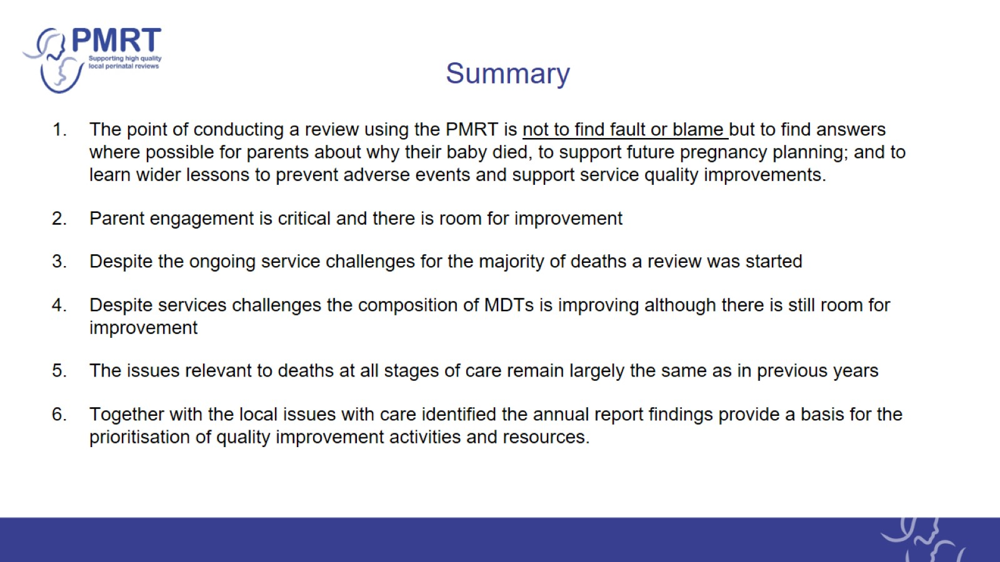 PMRT
Supporting high quality
local perinatal reviews
Summary
1. The point of conducting a review using the PMRT is not to find fault or blame but to find answers
where possible for parents about why their baby died, to support future pregnancy planning; and to
learn wider lessons to prevent adverse events and support service quality improvements.
2. Parent engagement is critical and there is room for improvement
3. Despite the ongoing service challenges for the majority of deaths a review was started
4. Despite services challenges the composition of MDTs is improving although there is still room for
improvement
5. The issues relevant to deaths at all stages of care remain largely the same as in previous years
6. Together with the local issues with care identified the annual report findings provide a basis for the
prioritisation of quality improvement activities and resources.